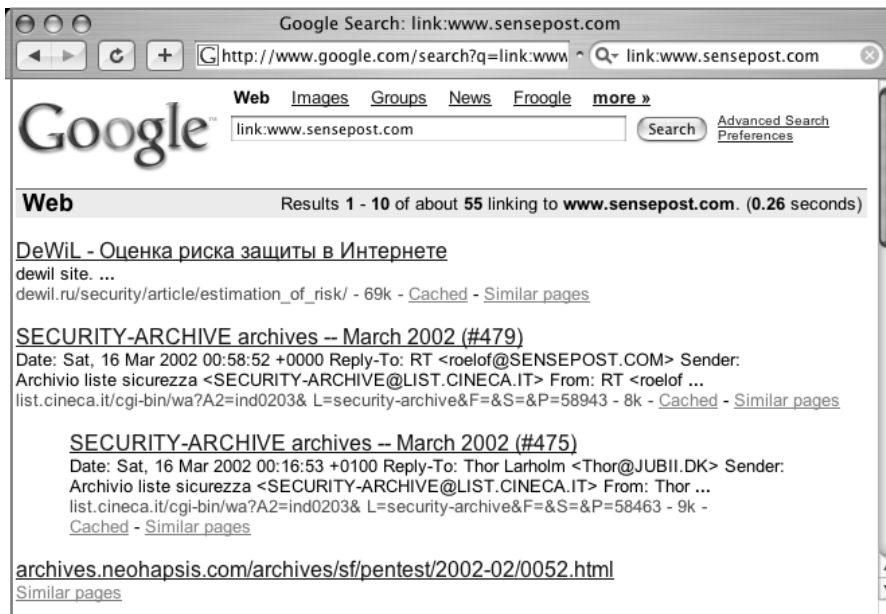 Google Search: link:www.sensepost.com
G http://www.google.com/search?q=link:www
link:www.sensepost.com
Web Images Groups News Froogle more »
Google™
link:www.sensepost.com Search
Advanced Search
Preferences
Web Results 1 - 10 of about 55 linking to www.sensepost.com. (0.26 seconds)
DeWiL - Оценка риска защиты в Интернете
dewil site. ...
dewil.ru/security/article/estimation_of_risk/ - 69k - Cached - Similar pages
SECURITY-ARCHIVE archives -- March 2002 (#479)
Date: Sat, 16 Mar 2002 00:58:52 +0000 Reply-To: RT <roelof@SENSEPOST.COM> Sender:
Archivio liste sicurezza <SECURITY-ARCHIVE@LIST.CINECA.IT> From: RT <roelof ...
list.cineca.it/cgi-bin/wa?A2=ind0203& L=security-archive&F=&S=&P=58943 - 8k - Cached - Similar pages
SECURITY-ARCHIVE archives -- March 2002 (#475)
Date: Sat, 16 Mar 2002 00:16:53 +0100 Reply-To: Thor Larholm <Thor@JUBII.DK> Sender:
Archivio liste sicurezza <SECURITY-ARCHIVE@LIST.CINECA.IT> From: Thor ...
list.cineca.it/cgi-bin/wa?A2=ind0203& L=security-archive&F=&S=&P=58463 - 9k -
Cached - Similar pages
archives.neohapsis.com/archives/sf/pentest/2002-02/0052.html
Similar pages